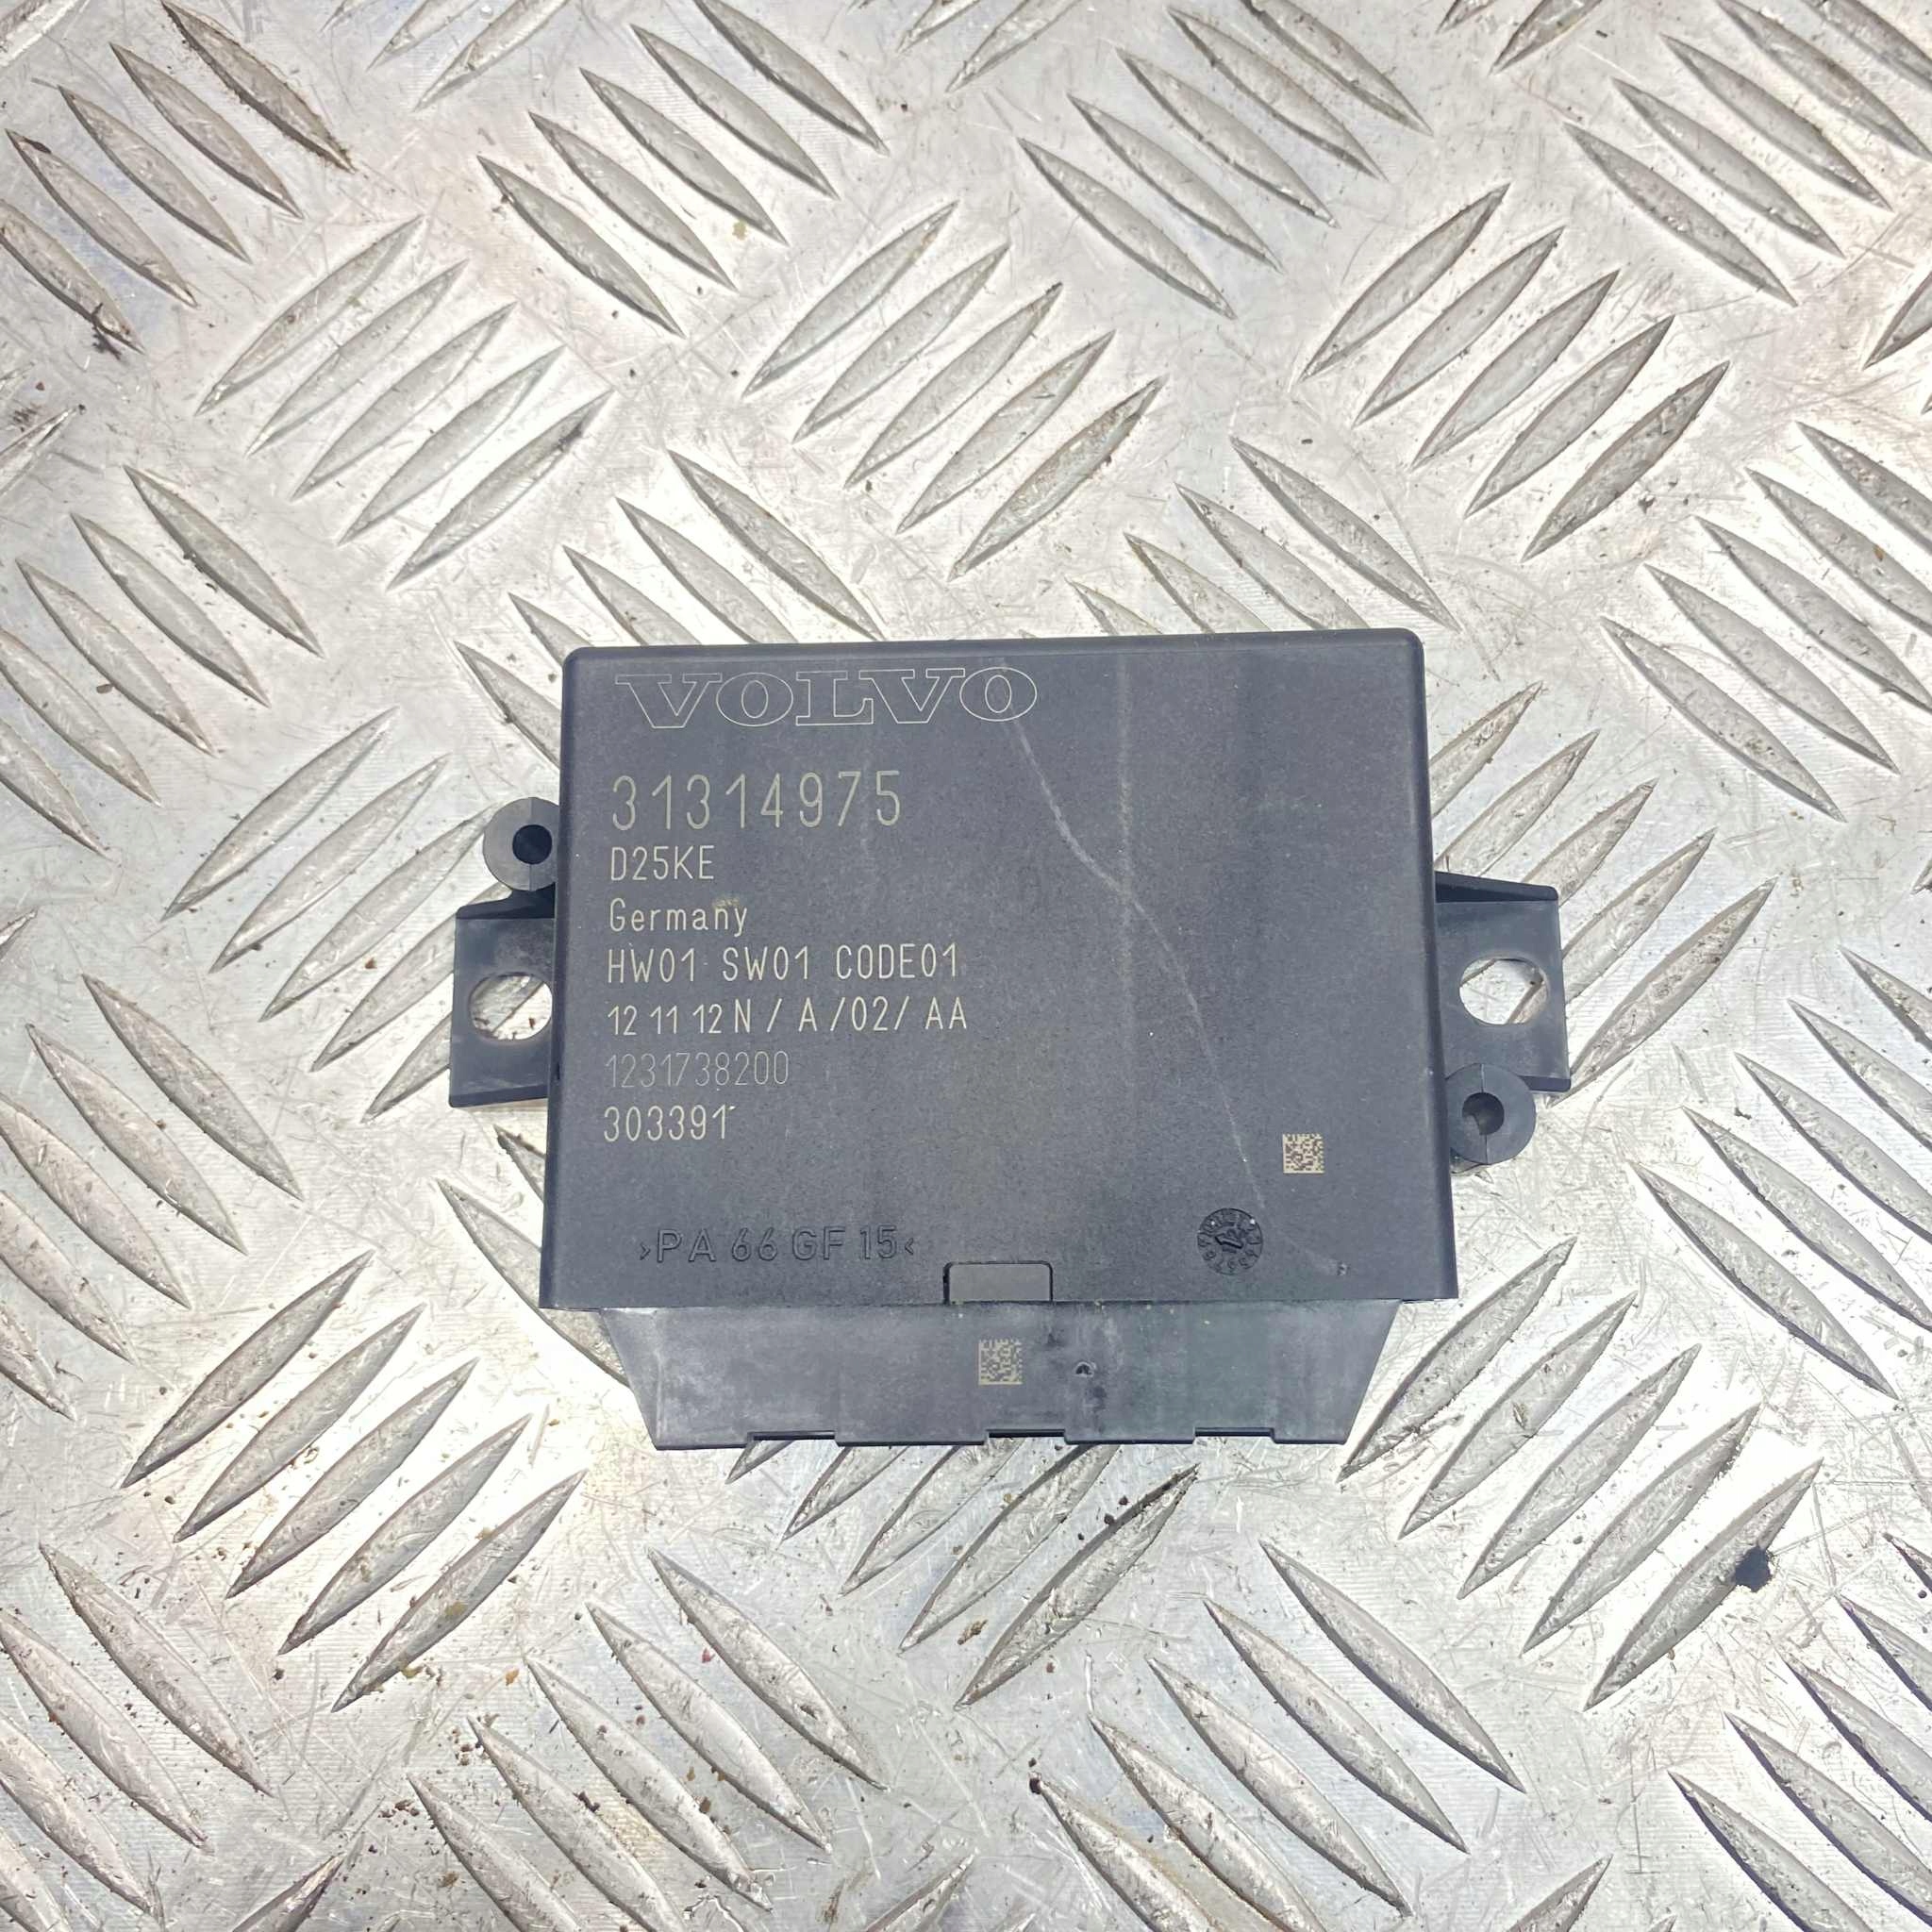 VOLVO
31314975
D25KE
Germany
HW01 SW01 CODE01
12 11 12 N / A /02/ AA
1231738200
303391
>PA 66 GF 15<